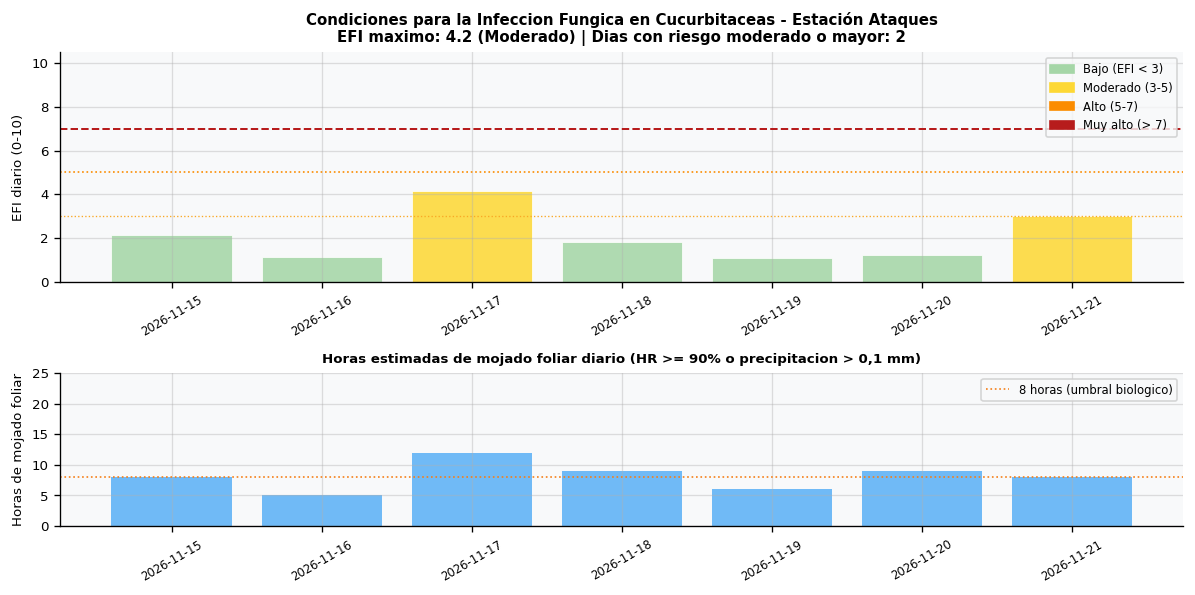 Condiciones para la Infeccion Fungica en Cucurbitaceas - Estación Ataques
EFI maximo: 4.2 (Moderado) | Dias con riesgo moderado o mayor: 2
EFI diario (0-10)
10
8
6
4
2
0
Bajo (EFI < 3)
Moderado (3-5)
Alto (5-7)
Muy alto (> 7)
2026-11-15
2026-11-16
2026-11-17
2026-11-18
2026-11-19
2026-11-20
2026-11-21
Horas estimadas de mojado foliar diario (HR >= 90% o precipitacion > 0,1 mm)
Horas de mojado foliar
25
20
15
10
5
0
8 horas (umbral biologico)
2026-11-15
2026-11-16
2026-11-17
2026-11-18
2026-11-19
2026-11-20
2026-11-21